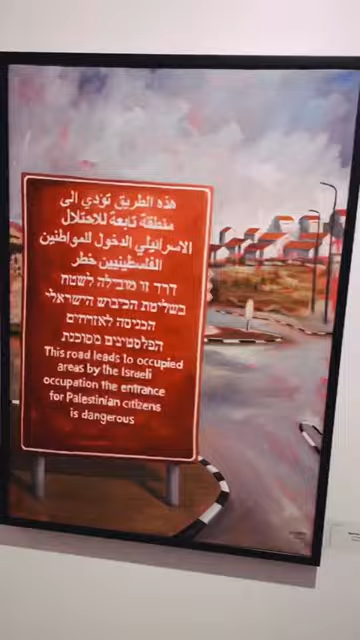 هذه الطريق تؤدي الى
منطقة تابعة للاحتلال
الاسرائيلي الدخول للمواطنين
الفلسطينيين خطر
דרד זו מובילה לשטח
בשליטת הכיבוש הישראלי
הכניסה לאזרחים
הפלסטינים מסוכנת
This road leads to occupied
areas by the Israeli
occupation the entrance
for Palestinian citizens
is dangerous